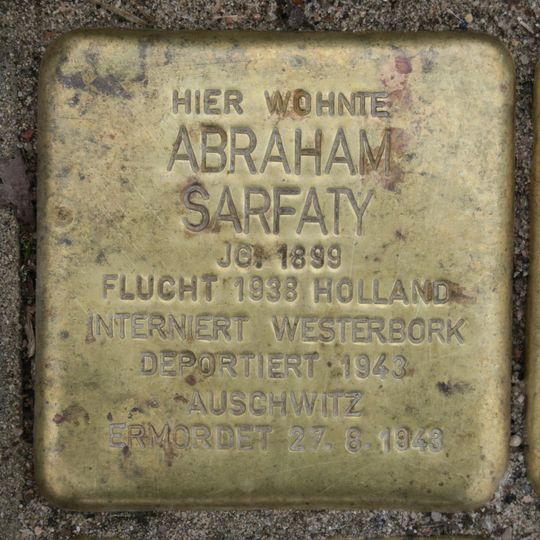 HIER WOHNTE
ABRAHAM
SARFATY
JG. 1899
FLUCHT 1938 HOLLAND
INTERNIERT WESTERBORK
DEPORTIERT 1943
AUSCHWITZ
ERMORDET 27. 8. 1943